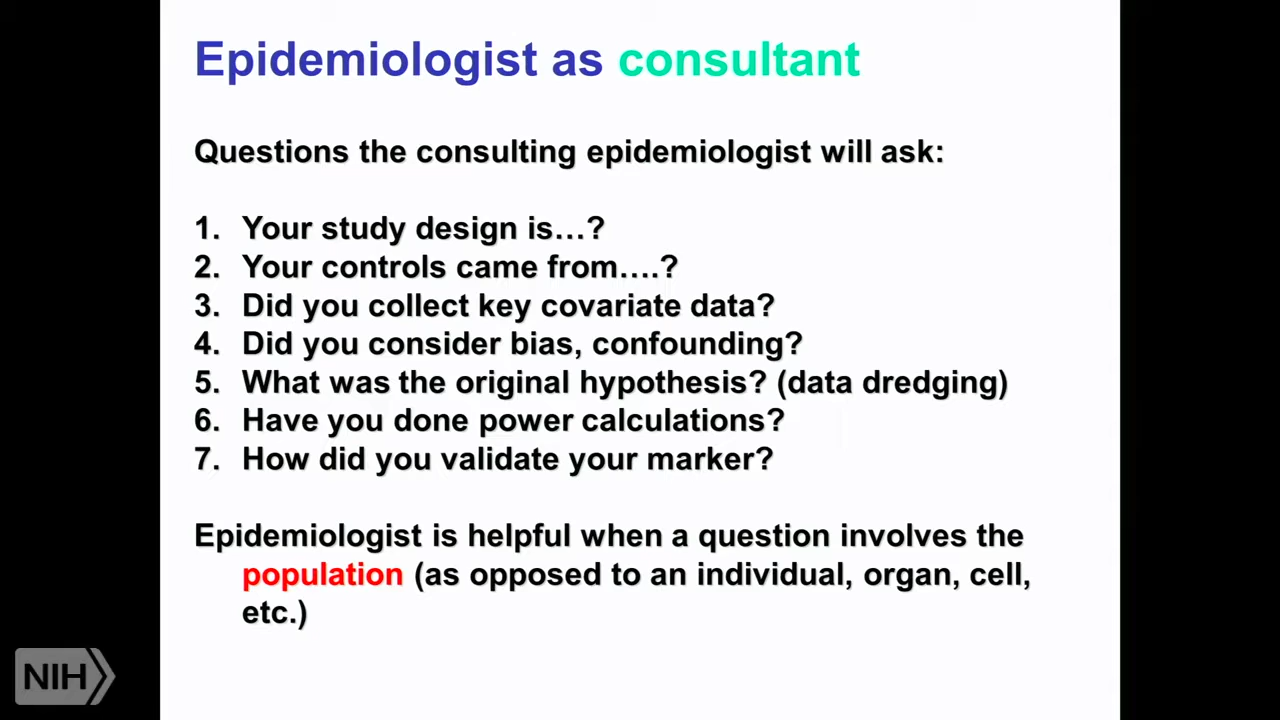 Epidemiologist as consultant
Questions the consulting epidemiologist will ask:
1. Your study design is…?
2. Your controls came from….?
3. Did you collect key covariate data?
4. Did you consider bias, confounding?
5. What was the original hypothesis? (data dredging)
6. Have you done power calculations?
7. How did you validate your marker?
Epidemiologist is helpful when a question involves the
population (as opposed to an individual, organ, cell,
etc.)
NIH